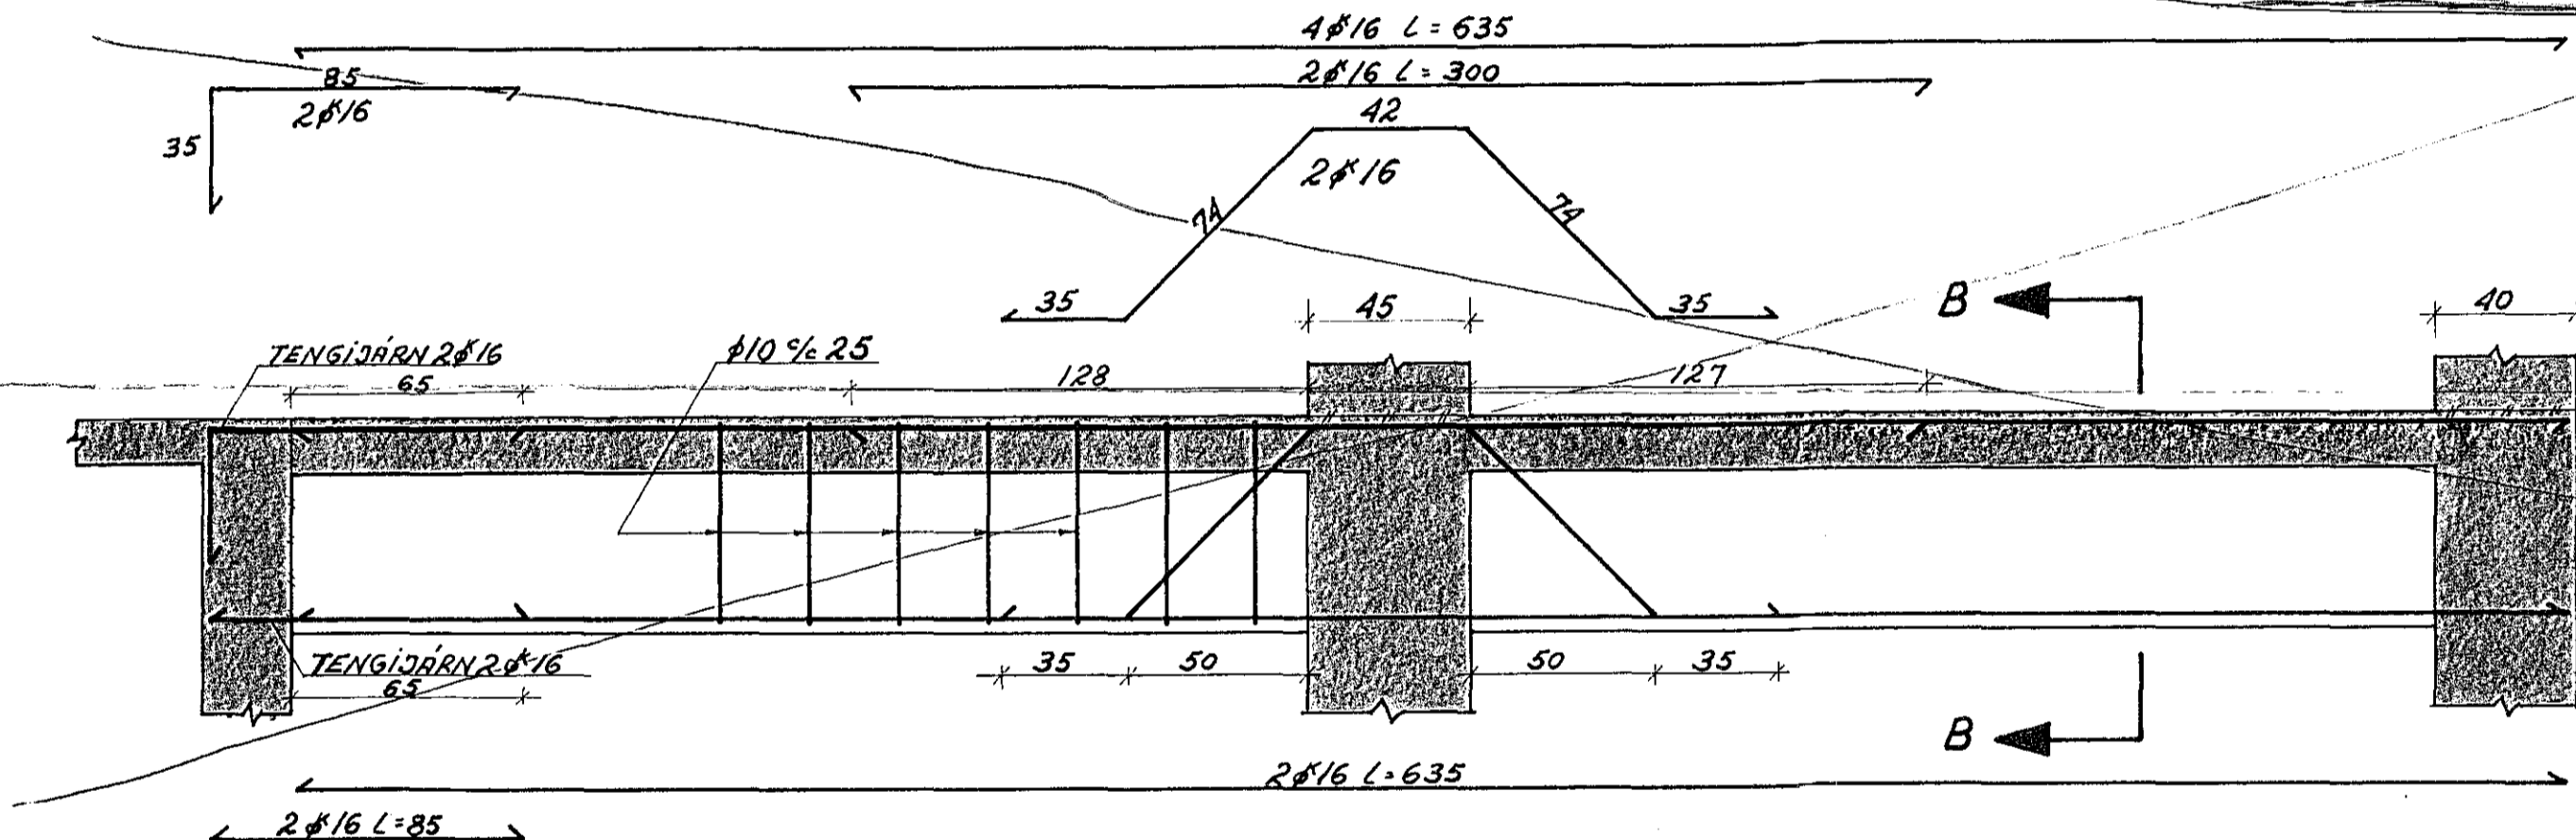 4ø16 L = 635
85
2ø16 L = 300
2ø16
42
35
2ø16
74
74
35
45
35
B
40
TENGIJÁRN 2ø16
ø10 c/c 25
65
128
127
TENGIJÁRN 2ø16
65
35
50
50
35
B
2ø16 L = 635
2ø16 L=85